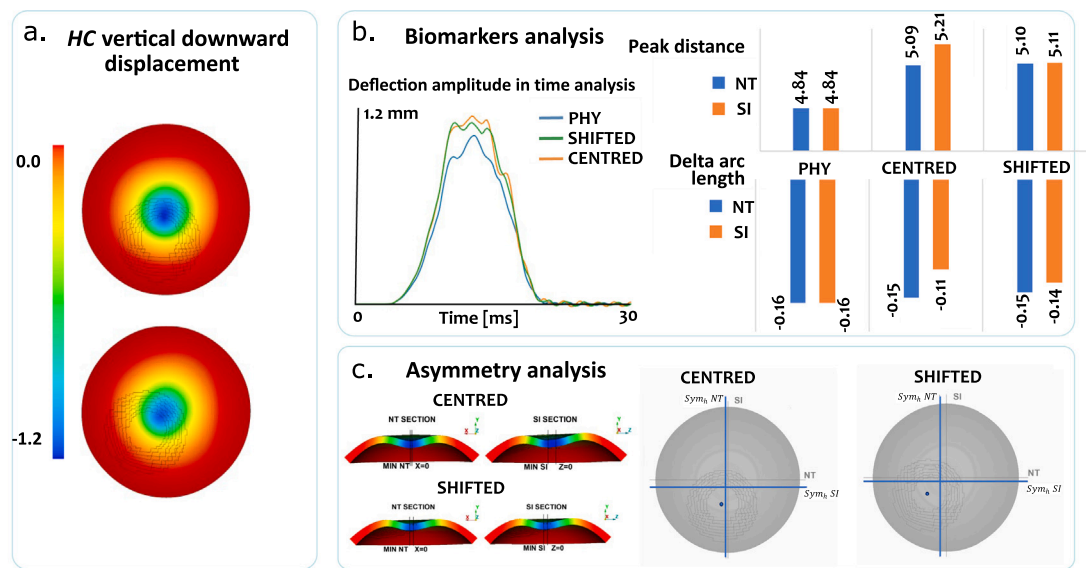 a.
HC vertical downward
displacement
0.0
-1.2
b.
Biomarkers analysis
Deflection amplitude in time analysis
1.2 mm
PHY
SHIFTED
CENTRED
0
Time [ms]
30
Peak distance
NT
SI
4.84
4.84
5.09
5.21
5.10
5.11
Delta arc
length
NT
SI
PHY
CENTRED
SHIFTED
-0.16
-0.16
-0.15
-0.11
-0.15
-0.14
c.
Asymmetry analysis
CENTRED
NT SECTION
Y
X
Z
MIN NT X=0
SI SECTION
Y
X
Z
MIN SI Z=0
SHIFTED
NT SECTION
Y
X
Z
MIN NT X=0
SI SECTION
Y
X
Z
MIN SI Z=0
CENTRED
Symh NT
SI
NT
Symh SI
SHIFTED
Symh NT
SI
NT
Symh SI